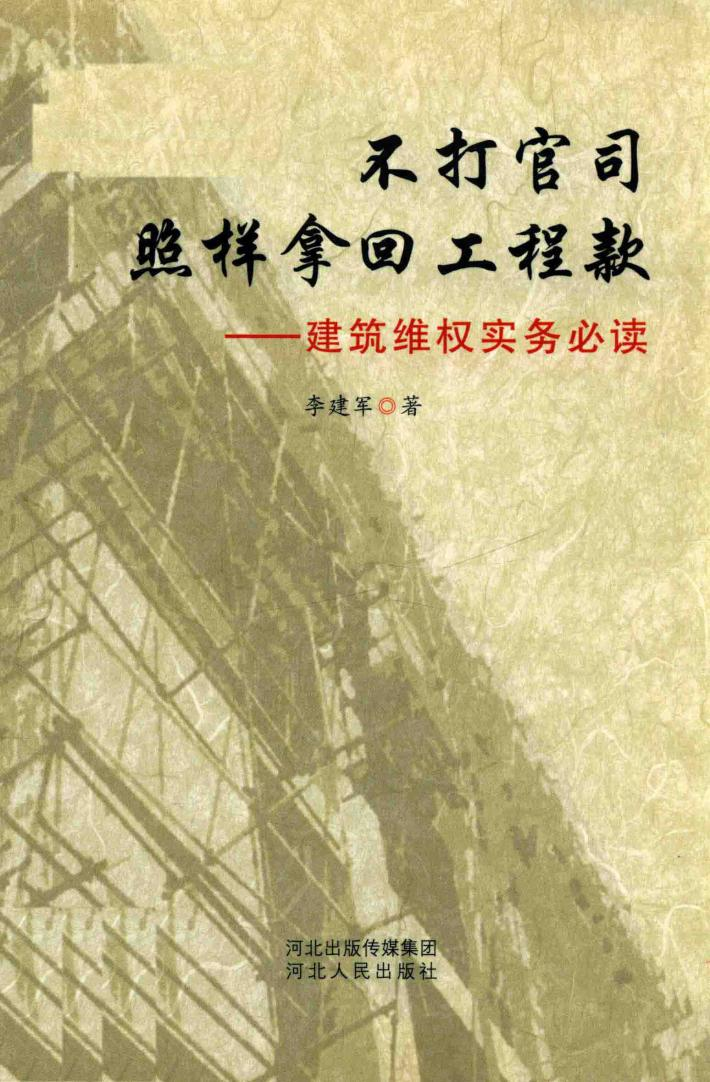 不打官司
照样拿回工程款
——建筑维权实务必读
李建军◎著
河北出版传媒集团
河北人民出版社